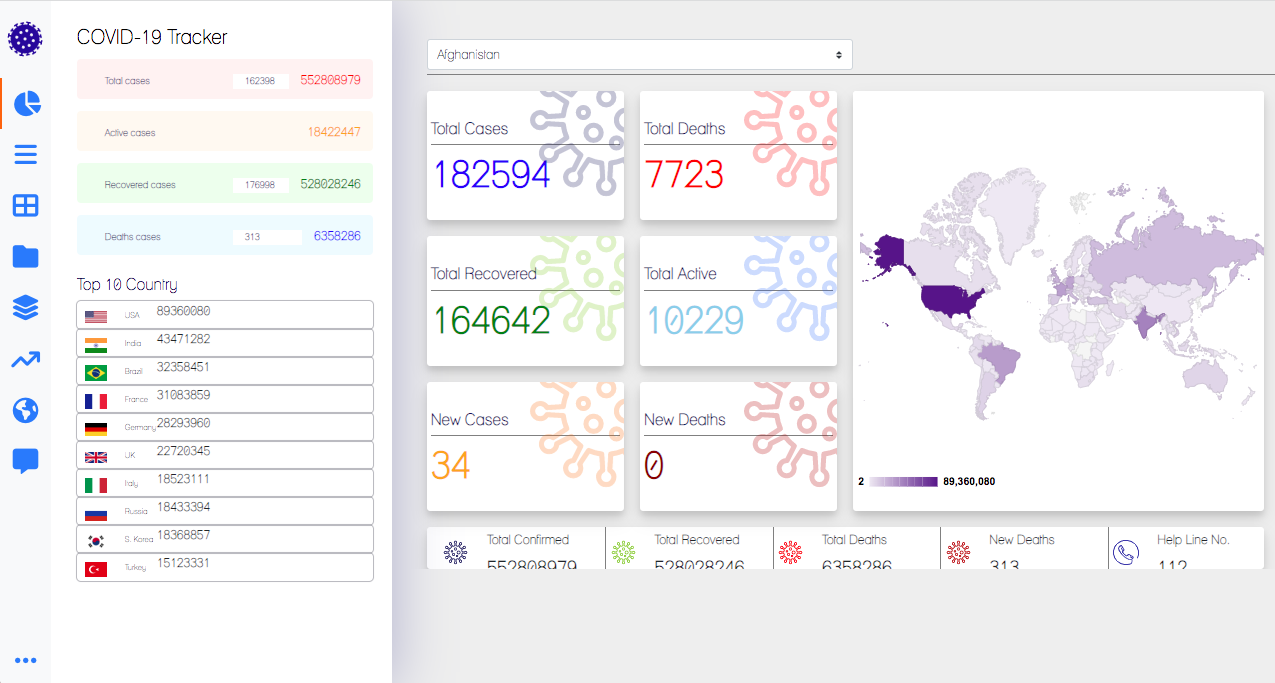 COVID-19 Tracker
Total cases 162398 552808979
Active cases 18422447
Recovered cases 176998 528028246
Deaths cases 313 6358286
Top 10 Country
USA 89360080
India 43471282
Brazil 32358451
France 31083859
Germany 28293960
UK 22720345
Italy 18523111
Russia 18433394
S. Korea 18368857
Turkey 15123331
Afghanistan
Total Cases
182594
Total Deaths
7723
Total Recovered
164642
Total Active
10229
New Cases
34
New Deaths
0
2 89,360,080
Total Confirmed
552808979
Total Recovered
528028246
Total Deaths
6358286
New Deaths
313
Help Line No.
112